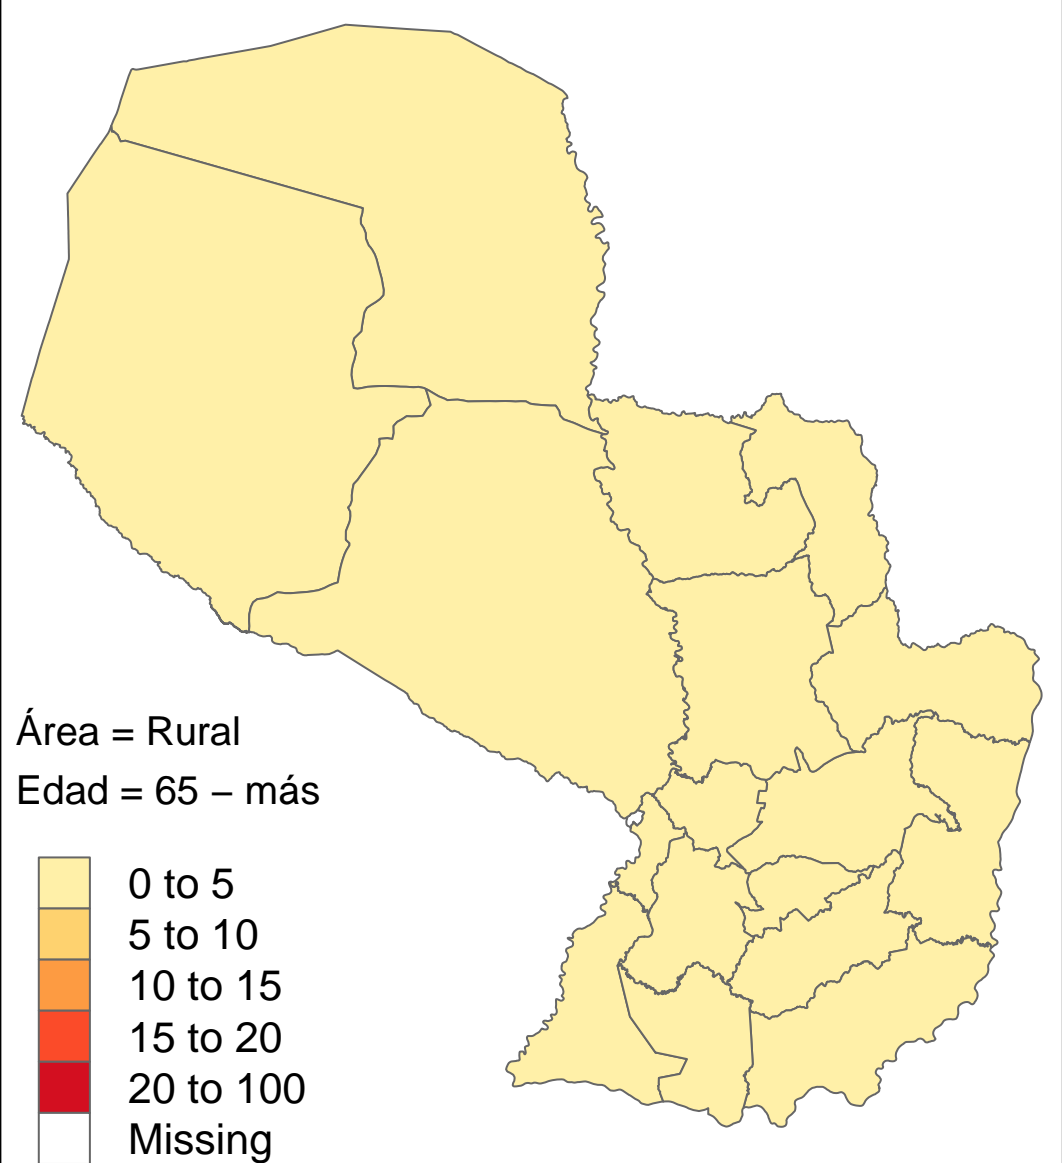 Área = Rural
Edad = 65 – más
0 to 5
5 to 10
10 to 15
15 to 20
20 to 100
Missing